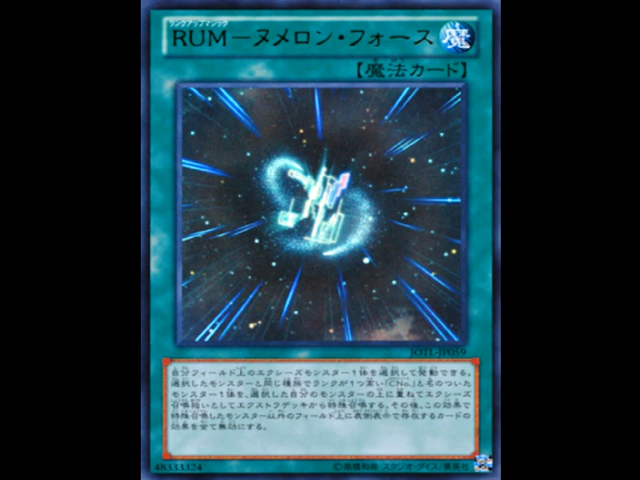 ランクアップマジック
RUM－ヌメロン・フォース
魔
【魔法カード】
JOTL-JP059
自分フィールド上のエクシーズモンスター１体を選択して発動できる。
選択したモンスターと同じ種族でランクが１つ高い「CNo.」と名のついた
モンスター１体を、選択した自分のモンスターの上に重ねてエクシーズ
召喚扱いとしてエクストラデッキから特殊召喚する。その後、この効果で
特殊召喚したモンスター以外のフィールド上に表側表示で存在するカードの
効果を全て無効にする。
48333324
©高橋和希 スタジオ・ダイス/集英社